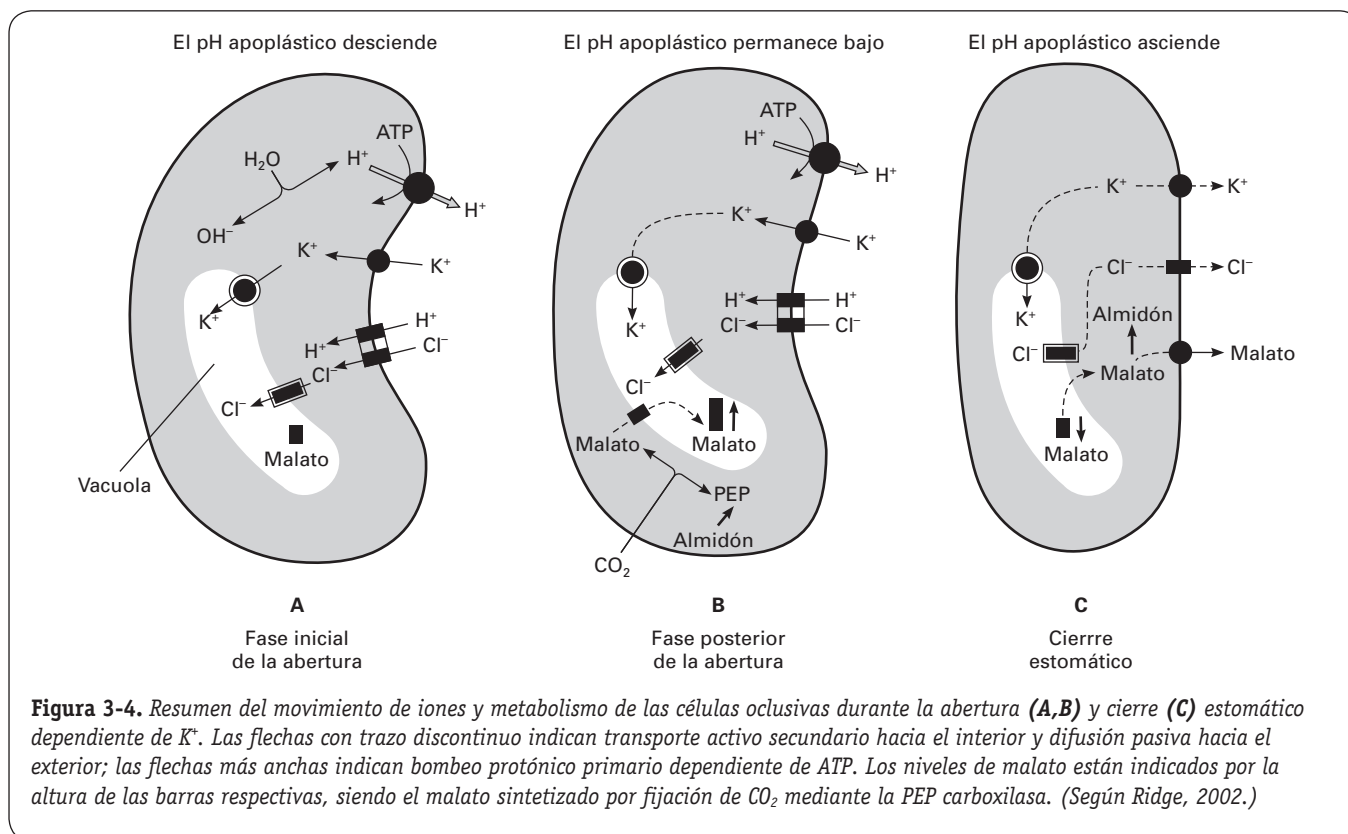 El pH apoplástico desciende
ATP
H₂O
H⁺
H⁺
OH⁻
K⁺
K⁺
K⁺
H⁺
H⁺
Cl⁻
Cl⁻
Cl⁻
Malato
Vacuola
A
Fase inicial
de la abertura
El pH apoplástico permanece bajo
ATP
H⁺
H⁺
K⁺
K⁺
K⁺
H⁺
H⁺
Cl⁻
Cl⁻
Cl⁻
Malato
Malato
PEP
Almidón
CO₂
B
Fase posterior
de la abertura
El pH apoplástico asciende
K⁺
K⁺
Cl⁻
Cl⁻
K⁺
Almidón
Cl⁻
Malato
Malato
Malato
C
Cierrre
estomático
Figura 3-4. Resumen del movimiento de iones y metabolismo de las células oclusivas durante la abertura (A,B) y cierre (C) estomático
dependiente de K⁺. Las flechas con trazo discontinuo indican transporte activo secundario hacia el interior y difusión pasiva hacia el
exterior; las flechas más anchas indican bombeo protónico primario dependiente de ATP. Los niveles de malato están indicados por la
altura de las barras respectivas, siendo el malato sintetizado por fijación de CO₂ mediante la PEP carboxilasa. (Según Ridge, 2002.)